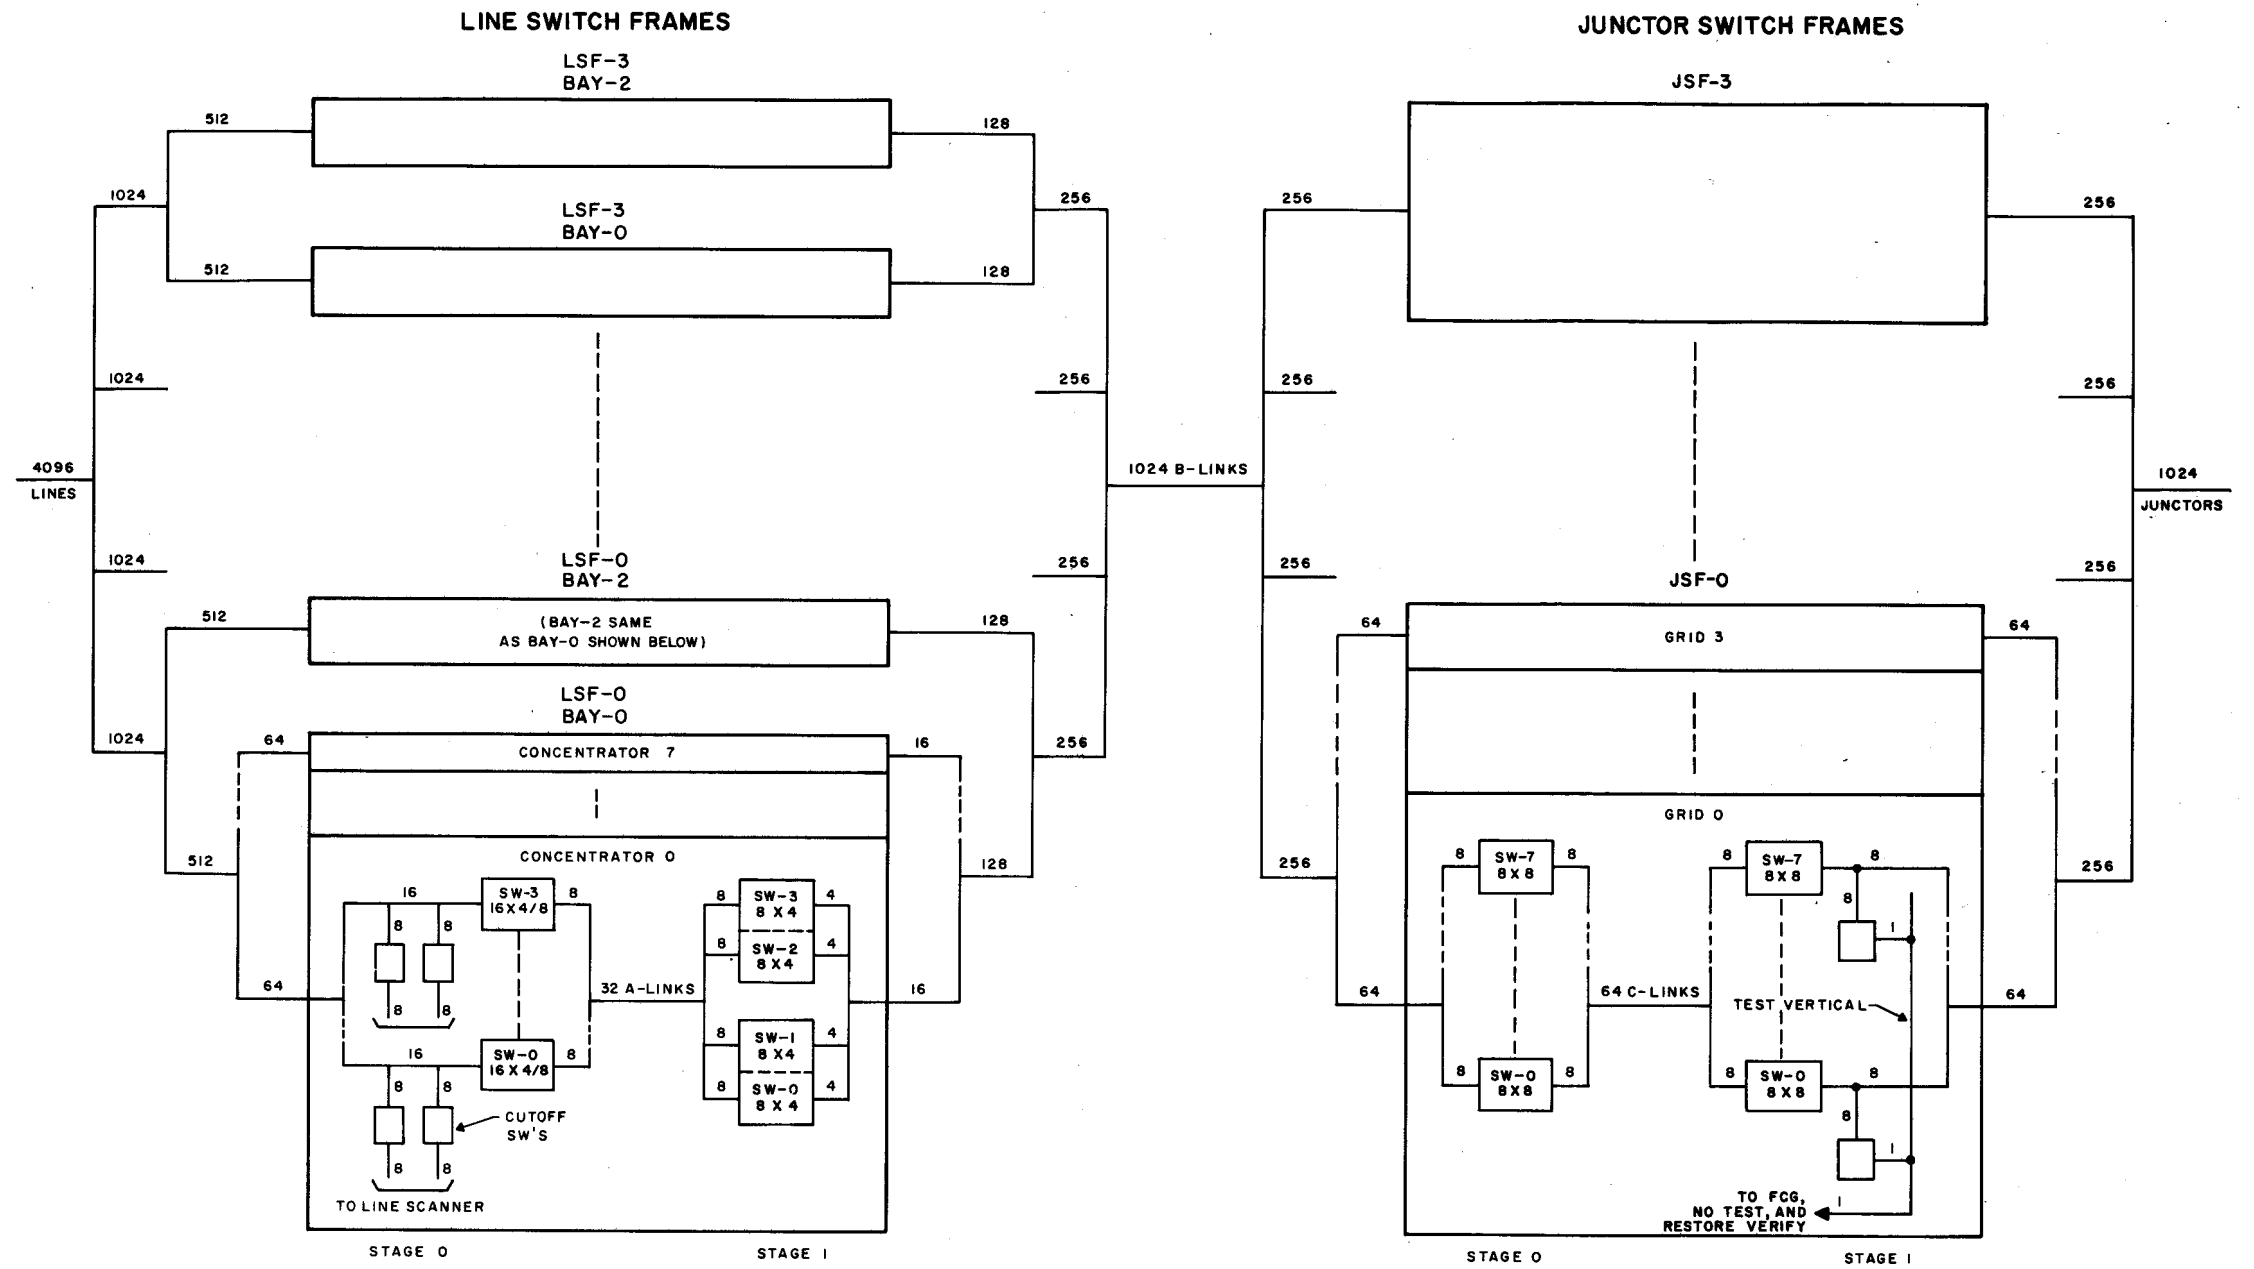 LINE SWITCH FRAMES
JUNCTOR SWITCH FRAMES
LSF-3
BAY-2
JSF-3
512
128
1024
256
256
256
LSF-3
BAY-0
512
128
1024
256
256
256
4096
LINES
1024 B-LINKS
1024
JUNCTORS
1024
256
256
256
LSF-0
BAY-2
JSF-0
512
(BAY-2 SAME
AS BAY-0 SHOWN BELOW)
128
64
GRID 3
64
LSF-0
BAY-0
1024
64
CONCENTRATOR 7
16
256
GRID 0
512
CONCENTRATOR 0
128
256
256
16
SW-3
16X4/8
8
8
8
8
8
8
SW-3
8 X 4
4
8
SW-2
8 X 4
4
64
32 A-LINKS
16
8
SW-1
8 X4
4
8
SW-0
8 X 4
4
16
SW-0
16X4/8
8
8
8
8
8
CUTOFF
SW'S
TO LINE SCANNER
STAGE 0
STAGE 1
8
SW-7
8 X 8
8
8
SW-7
8 X 8
8
8
1
64
64 C-LINKS
TEST VERTICAL
64
8
SW-0
8X8
8
8
SW-0
8 X 8
8
8
1
1
TO FCG,
NO TEST, AND
RESTORE VERIFY
STAGE 0
STAGE 1